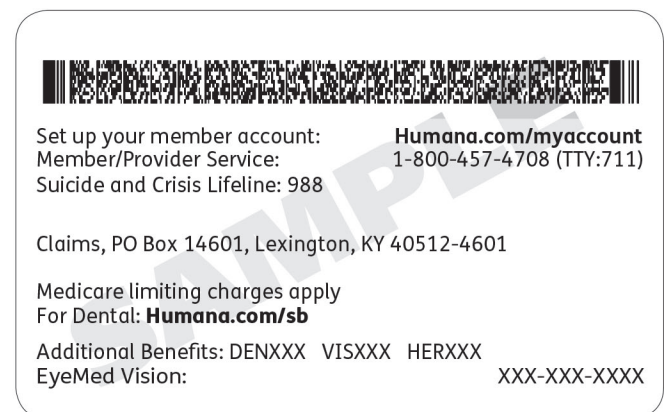 Set up your member account: Humana.com/myaccount
Member/Provider Service: 1-800-457-4708 (TTY:711)
Suicide and Crisis Lifeline: 988
Claims, PO Box 14601, Lexington, KY 40512-4601
Medicare limiting charges apply
For Dental: Humana.com/sb
Additional Benefits: DENXXX VISXXX HERXXX
EyeMed Vision: XXX-XXX-XXXX
SAMPLE